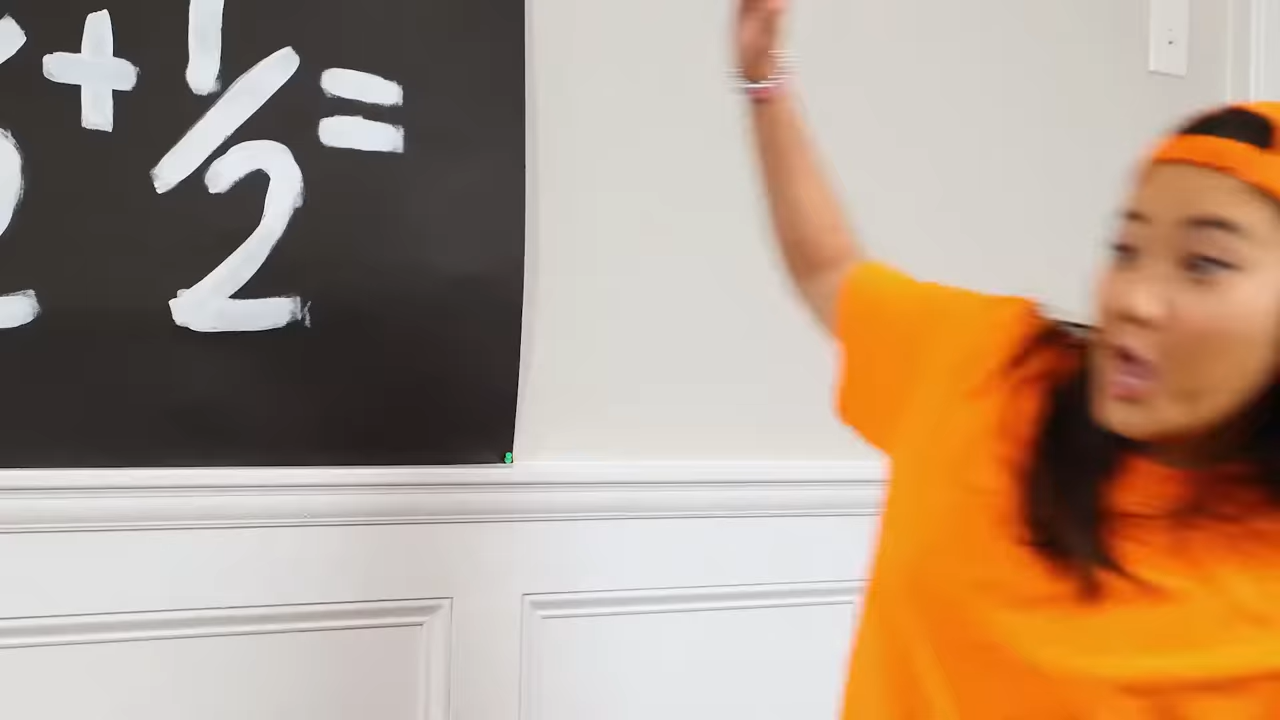 + 1/2 =